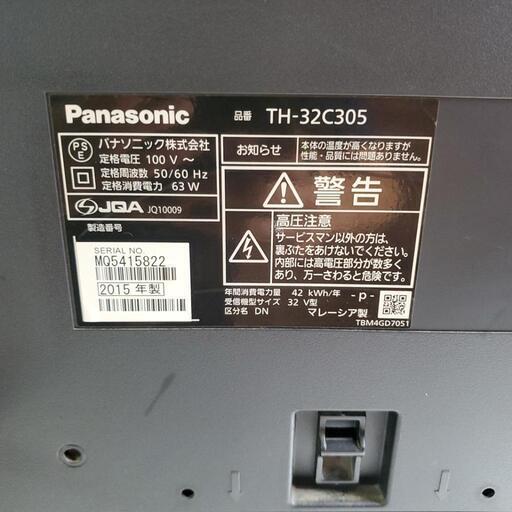 Panasonic
品番 TH-32C305
PS
E
パナソニック株式会社
定格電圧 100 V ～
定格周波数 50/60 Hz
定格消費電力 63 W
JQA JQ10009
お知らせ
本体の温度が高くなりますが
性能・品質には問題ありません。
警告
高圧注意
サービスマン以外の方は、
裏ぶたをあけないでください。
内部には高電圧部分が数多く
あり、万一さわると危険です。
製造番号
SERIAL NO.
MQ5415822
2015 年製
年間消費電力量 42 kWh/年
受信機型サイズ 32 V型
区分名 DN
-p-
マレーシア製
TBM4GD7051